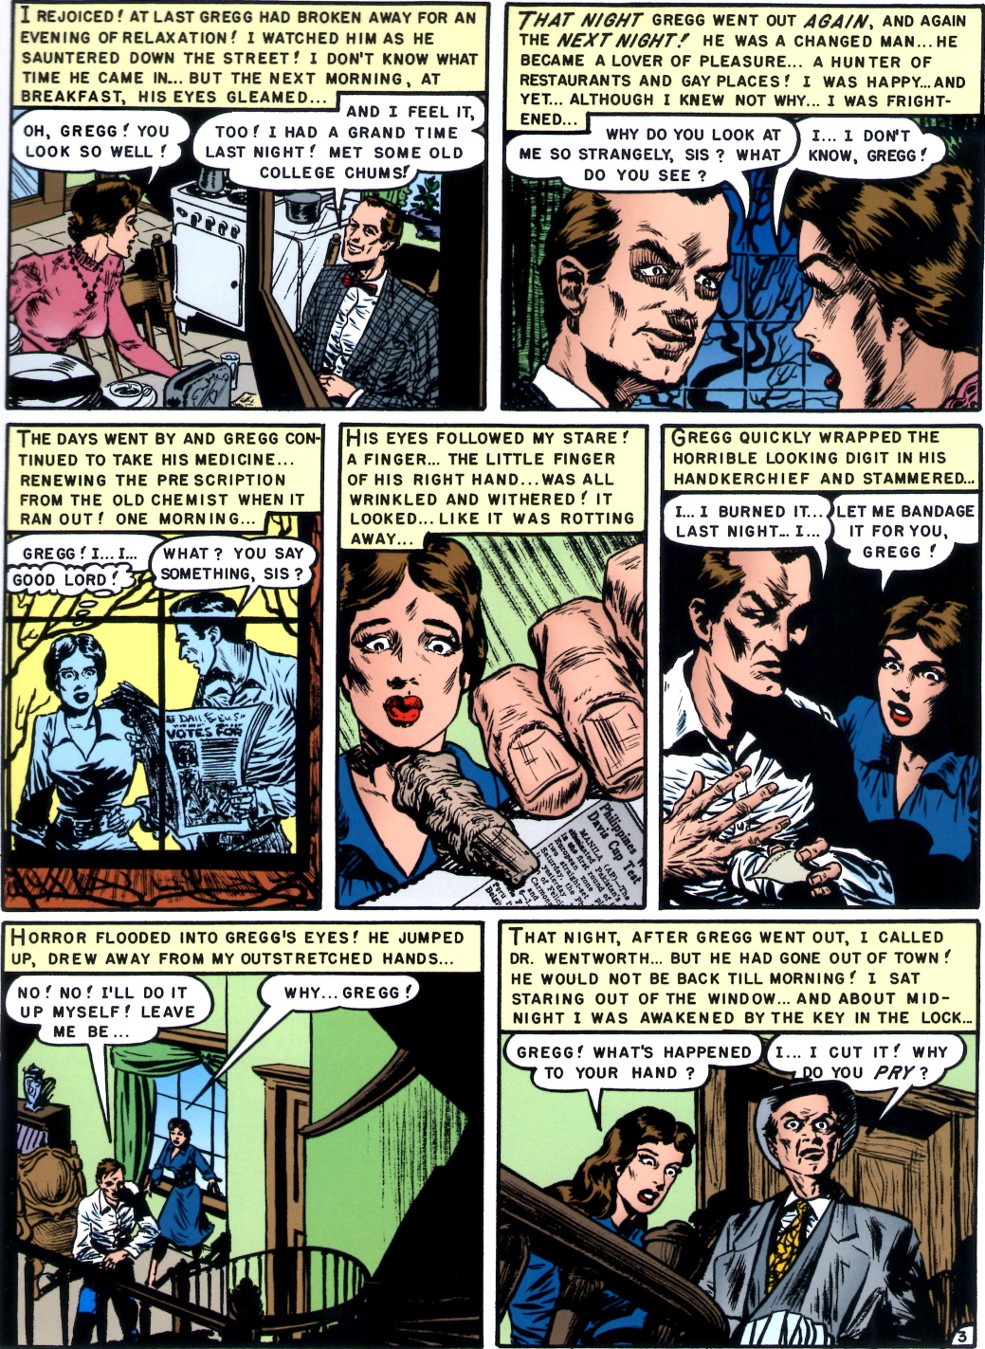 I REJOICED! AT LAST GREGG HAD BROKEN AWAY FOR AN
EVENING OF RELAXATION! I WATCHED HIM AS HE
SAUNTERED DOWN THE STREET! I DON'T KNOW WHAT
TIME HE CAME IN... BUT THE NEXT MORNING, AT
BREAKFAST, HIS EYES GLEAMED...
OH, GREGG! YOU
LOOK SO WELL!
AND I FEEL IT,
TOO! I HAD A GRAND TIME
LAST NIGHT! MET SOME OLD
COLLEGE CHUMS!
THAT NIGHT GREGG WENT OUT AGAIN, AND AGAIN
THE NEXT NIGHT! HE WAS A CHANGED MAN... HE
BECAME A LOVER OF PLEASURE... A HUNTER OF
RESTAURANTS AND GAY PLACES! I WAS HAPPY...AND
YET... ALTHOUGH I KNEW NOT WHY... I WAS FRIGHT-
ENED...
WHY DO YOU LOOK AT
ME SO STRANGELY, SIS? WHAT
DO YOU SEE?
I... I DON'T
KNOW, GREGG!
THE DAYS WENT BY AND GREGG CON-
TINUED TO TAKE HIS MEDICINE...
RENEWING THE PRESCRIPTION
FROM THE OLD CHEMIST WHEN IT
RAN OUT! ONE MORNING...
GREGG! I... I...
GOOD LORD!
WHAT? YOU SAY
SOMETHING, SIS?
VOTES FOR
HIS EYES FOLLOWED MY STARE!
A FINGER... THE LITTLE FINGER
OF HIS RIGHT HAND...WAS ALL
WRINKLED AND WITHERED! IT
LOOKED... LIKE IT WAS ROTTING
AWAY...
Philippines
Davis Cup
MANILA (AP)—The
GREGG QUICKLY WRAPPED THE
HORRIBLE LOOKING DIGIT IN HIS
HANDKERCHIEF AND STAMMERED...
I... I BURNED IT...
LAST NIGHT... I...
LET ME BANDAGE
IT FOR YOU,
GREGG!
HORROR FLOODED INTO GREGG'S EYES! HE JUMPED
UP, DREW AWAY FROM MY OUTSTRETCHED HANDS...
NO! NO! I'LL DO IT
UP MYSELF! LEAVE
ME BE...
WHY... GREGG!
THAT NIGHT, AFTER GREGG WENT OUT, I CALLED
DR. WENTWORTH... BUT HE HAD GONE OUT OF TOWN!
HE WOULD NOT BE BACK TILL MORNING! I SAT
STARING OUT OF THE WINDOW... AND ABOUT MID-
NIGHT I WAS AWAKENED BY THE KEY IN THE LOCK...
GREGG! WHAT'S HAPPENED
TO YOUR HAND?
I... I CUT IT! WHY
DO YOU PRY?
3